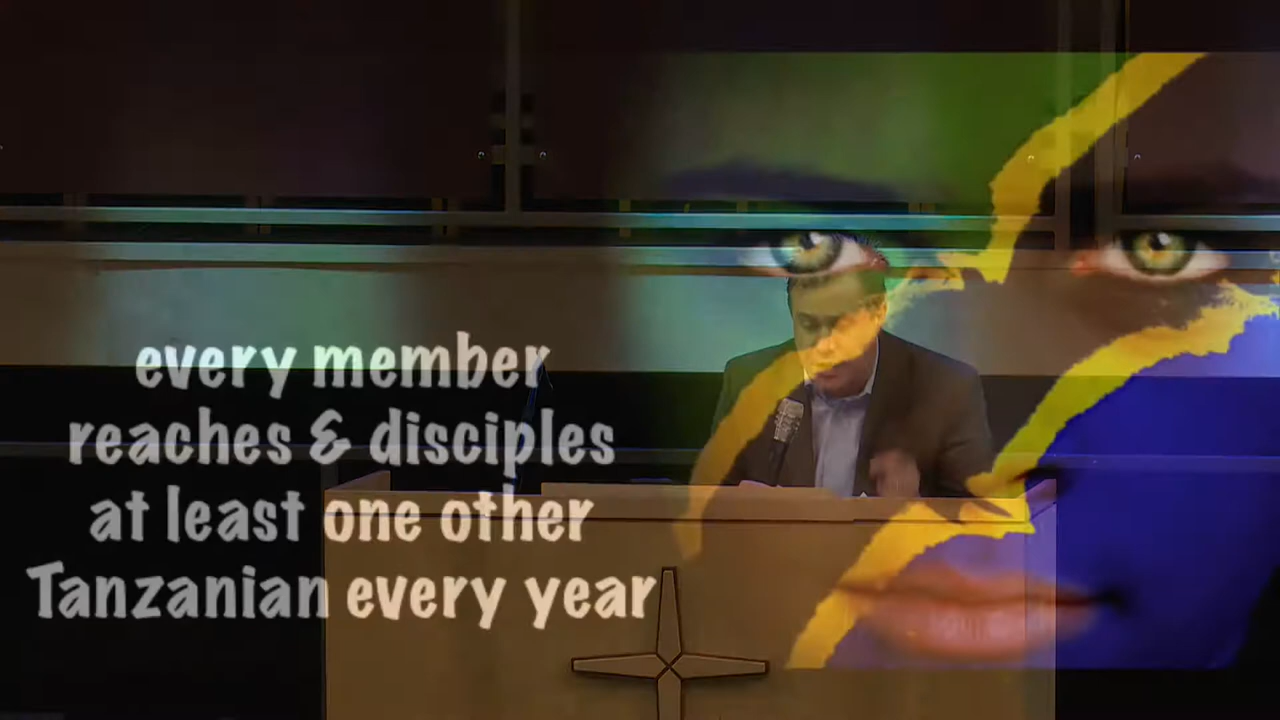 every member
reaches & disciples
at least one other
Tanzanian every year